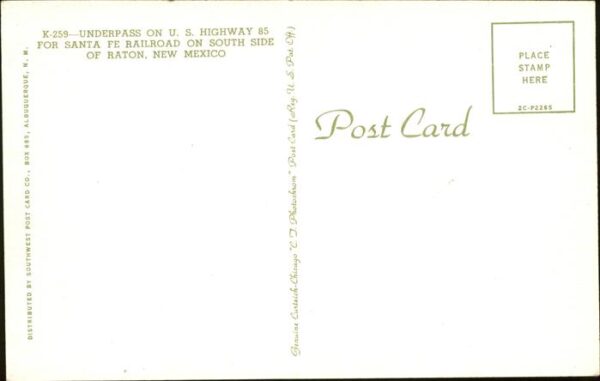 K-259—UNDERPASS ON U. S. HIGHWAY 85
FOR SANTA FE RAILROAD ON SOUTH SIDE
OF RATON, NEW MEXICO
DISTRIBUTED BY SOUTHWEST POST CARD CO., BOX 685, ALBUQUERQUE, N. M.
Genuine Curteich-Chicago "C. T. Photochrom" Post Card (Reg. U. S. Pat. Off.)
Post Card
PLACE
STAMP
HERE
2C-P2265